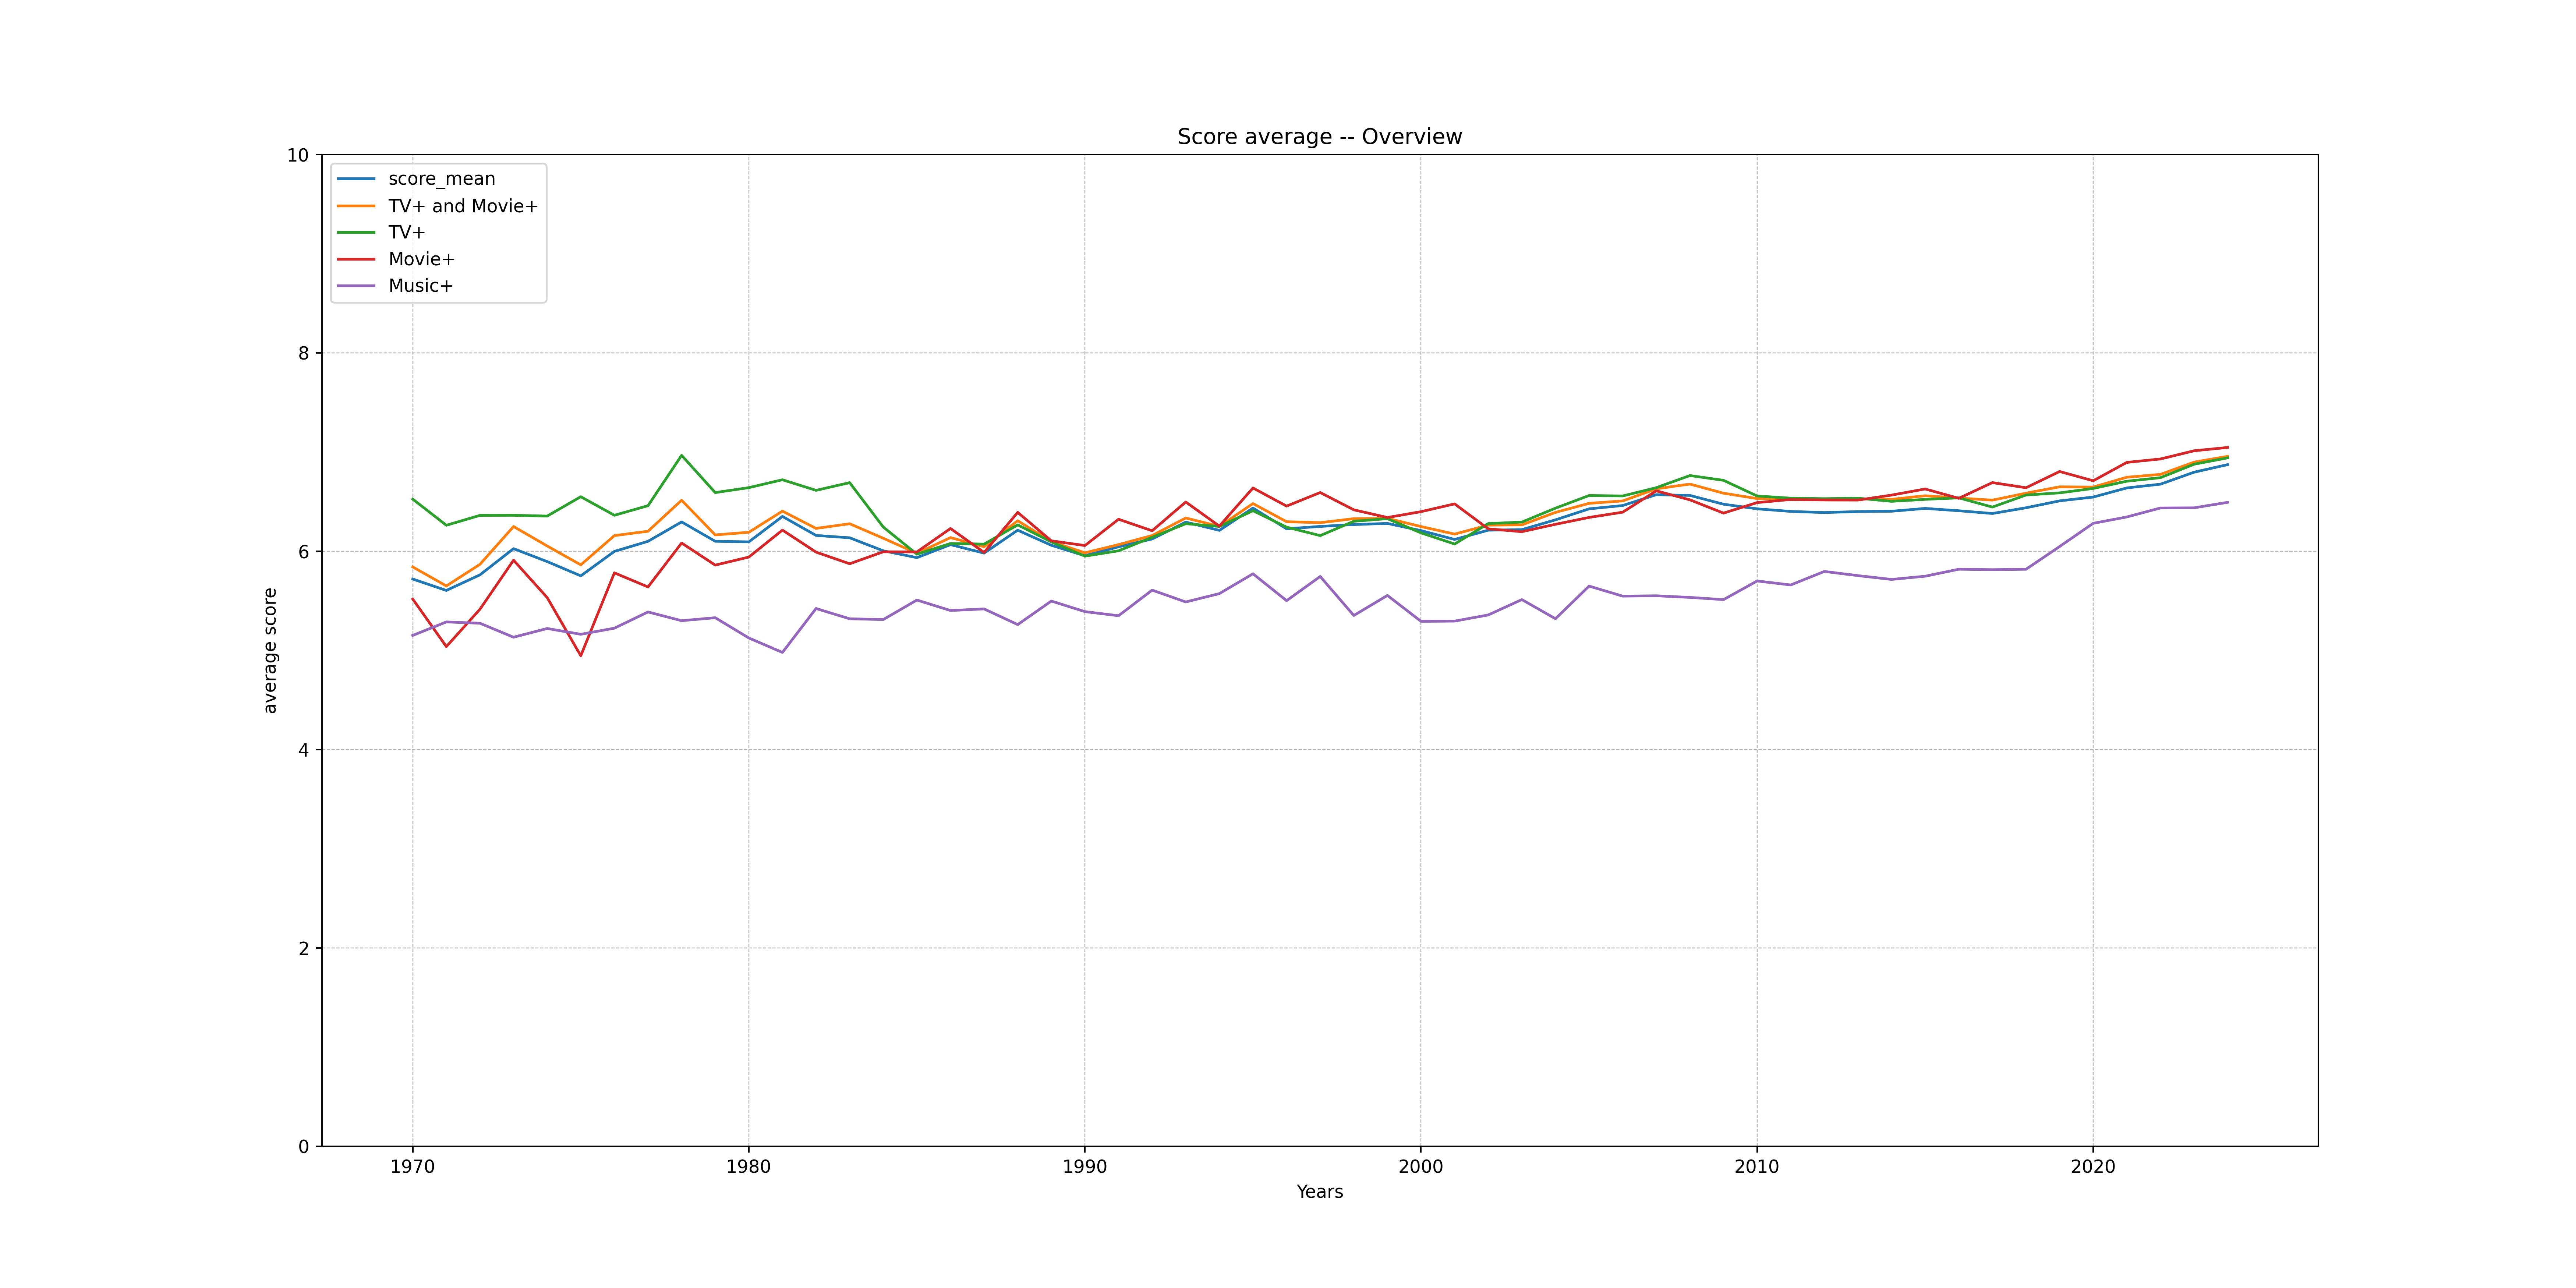 Score average -- Overview
10
8
6
4
2
0
average score
score_mean
TV+ and Movie+
TV+
Movie+
Music+
1970
1980
1990
2000
2010
2020
Years